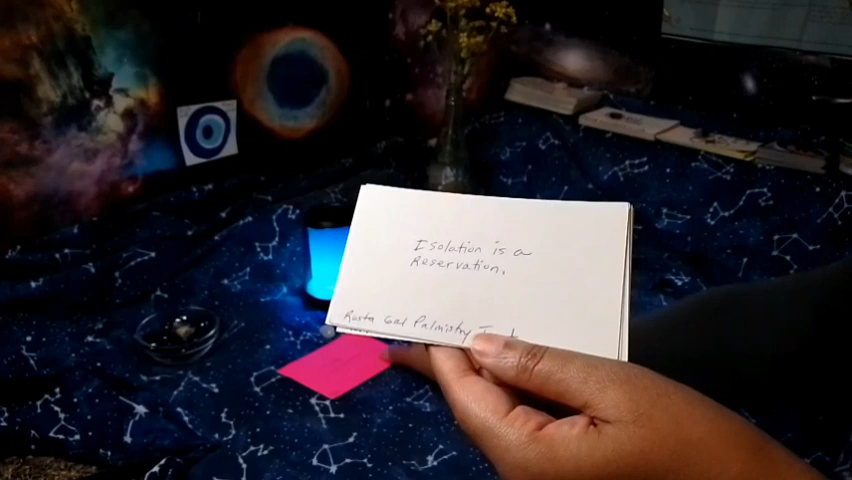 Isolation is a
Reservation.
Rasta Gal Palmistry